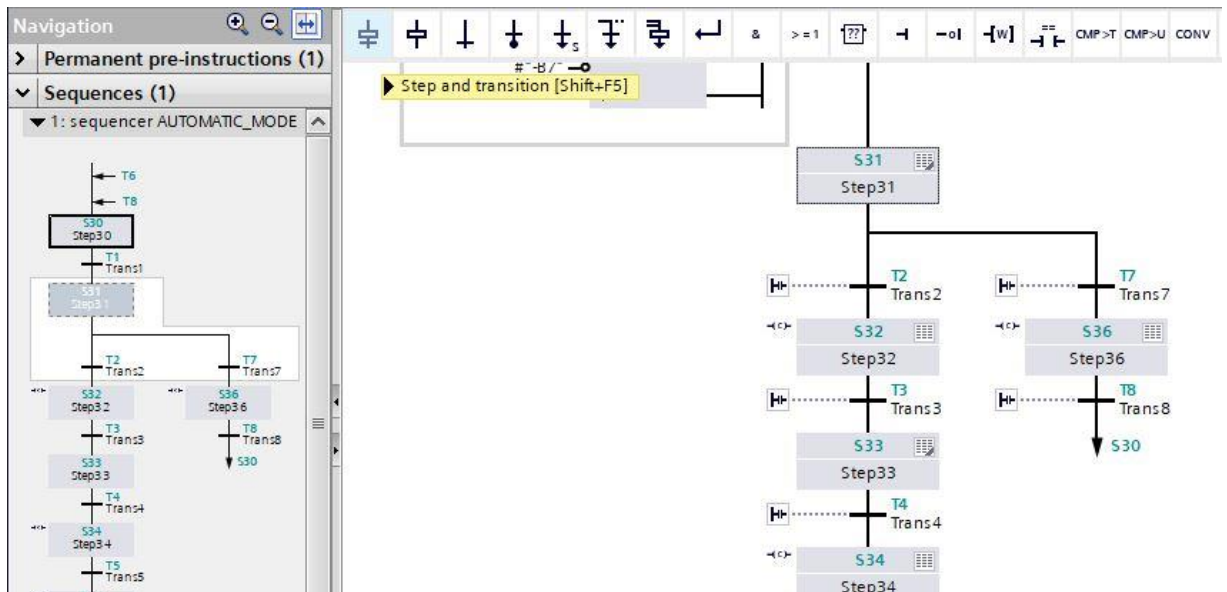 Navigation
Permanent pre-instructions (1)
Sequences (1)
1: sequencer AUTOMATIC_MODE
T6
T8
S30
Step30
T1
Trans1
S31
Step31
T2
Trans2
T7
Trans7
S32
Step32
S36
Step36
T3
Trans3
T8
Trans8
S33
Step33
S30
T4
Trans4
S34
Step34
T5
Trans5
S
& >=1 ?? [W] == CMP>T CMP>U CONV
#"-B7"
Step and transition [Shift+F5]
S31
Step31
T2
Trans2
T7
Trans7
(C)
S32
Step32
(C)
S36
Step36
T3
Trans3
T8
Trans8
S33
Step33
S30
T4
Trans4
(C)
S34
Step34